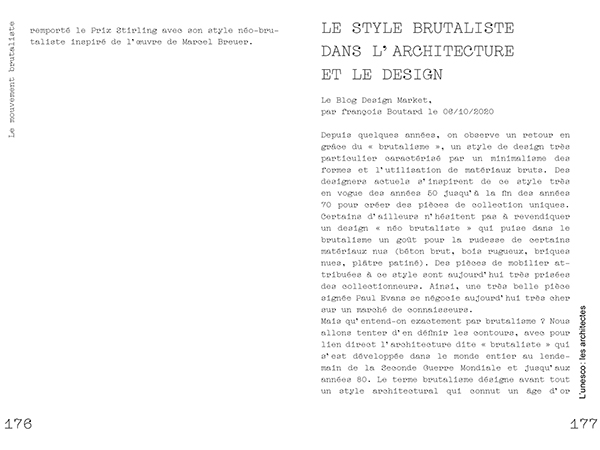 Le mouvement brutaliste
remporté le Prix Stirling avec son style néo-bru-
taliste inspiré de l'œuvre de Marcel Breuer.
176
LE STYLE BRUTALISTE
DANS L'ARCHITECTURE
ET LE DESIGN
Le Blog Design Market,
par françois Boutard le 06/10/2020
Depuis quelques années, on observe un retour en
grâce du « brutalisme », un style de design très
particulier caractérisé par un minimalisme des
formes et l'utilisation de matériaux bruts. Des
designers actuels s'inspirent de ce style très
en vogue des années 50 jusqu'à la fin des années
70 pour créer des pièces de collection uniques.
Certains d'ailleurs n'hésitent pas à revendiquer
un design « néo brutaliste » qui puise dans le
brutalisme un goût pour la rudesse de certains
matériaux nus (béton brut, bois rugueux, briques
nues, plâtre patiné). Des pièces de mobilier at-
tribuées à ce style sont aujourd'hui très prisées
des collectionneurs. Ainsi, une très belle pièce
signée Paul Evans se négocie aujourd'hui très cher
sur un marché de connaisseurs.
Mais qu'entend-on exactement par brutalisme ? Nous
allons tenter d'en définir les contours, avec pour
lien direct l'architecture dite « brutaliste » qui
s'est développée dans le monde entier au lende-
main de la Seconde Guerre Mondiale et jusqu'aux
années 80. Le terme brutalisme désigne avant tout
un style architectural qui connut un âge d'or
L'unesco : les architectes
177